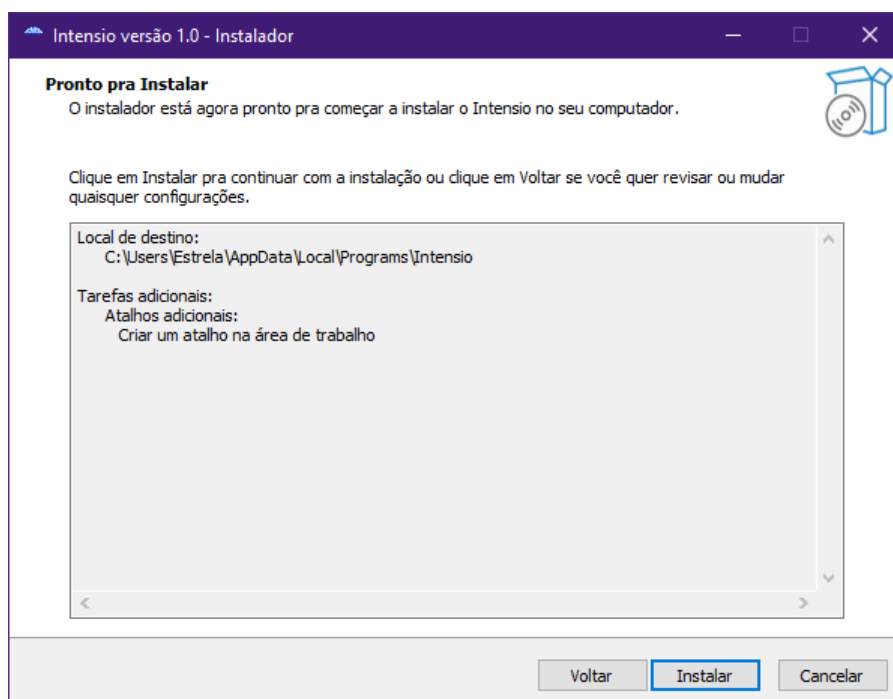 Intensio versão 1.0 - Instalador
Pronto pra Instalar
O instalador está agora pronto pra começar a instalar o Intensio no seu computador.
Clique em Instalar pra continuar com a instalação ou clique em Voltar se você quer revisar ou mudar
quaisquer configurações.
Local de destino:
C:\Users\Estrela\AppData\Local\Programs\Intensio
Tarefas adicionais:
Atalhos adicionais:
Criar um atalho na área de trabalho
Voltar Instalar Cancelar